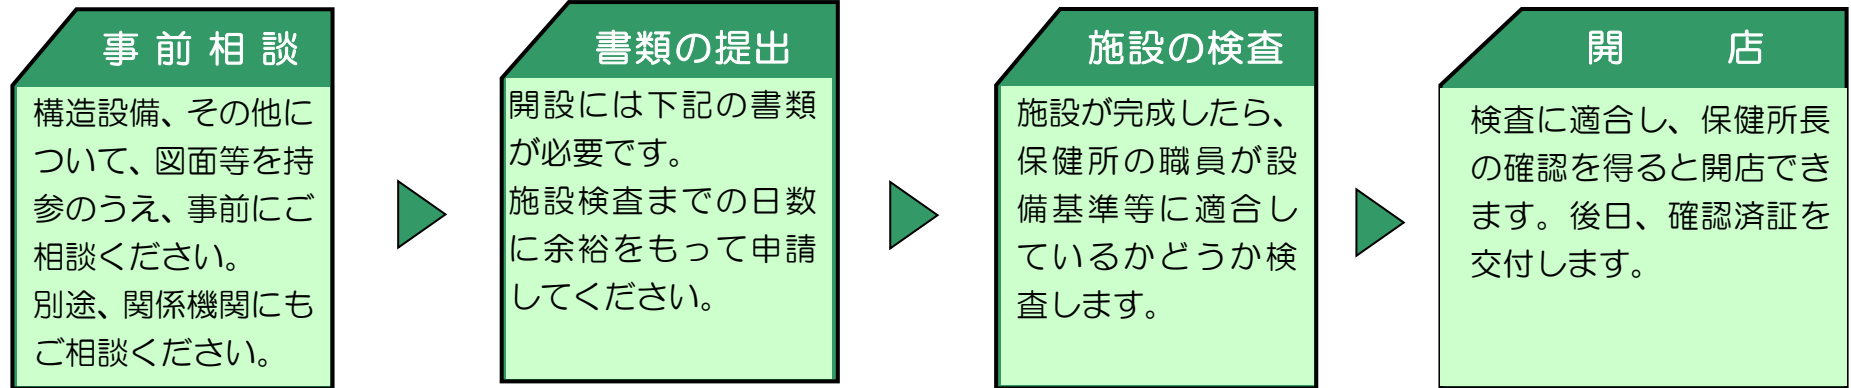 事前相談
構造設備、その他に
ついて、図面等を持
参のうえ、事前にご
相談ください。
別途、関係機関にも
ご相談ください。
書類の提出
開設には下記の書類
が必要です。
施設検査までの日数
に余裕をもって申請
してください。
施設の検査
施設が完成したら、
保健所の職員が設
備基準等に適合し
ているかどうか検
査します。
開店
検査に適合し、保健所長
の確認を得ると開店でき
ます。後日、確認済証を
交付します。